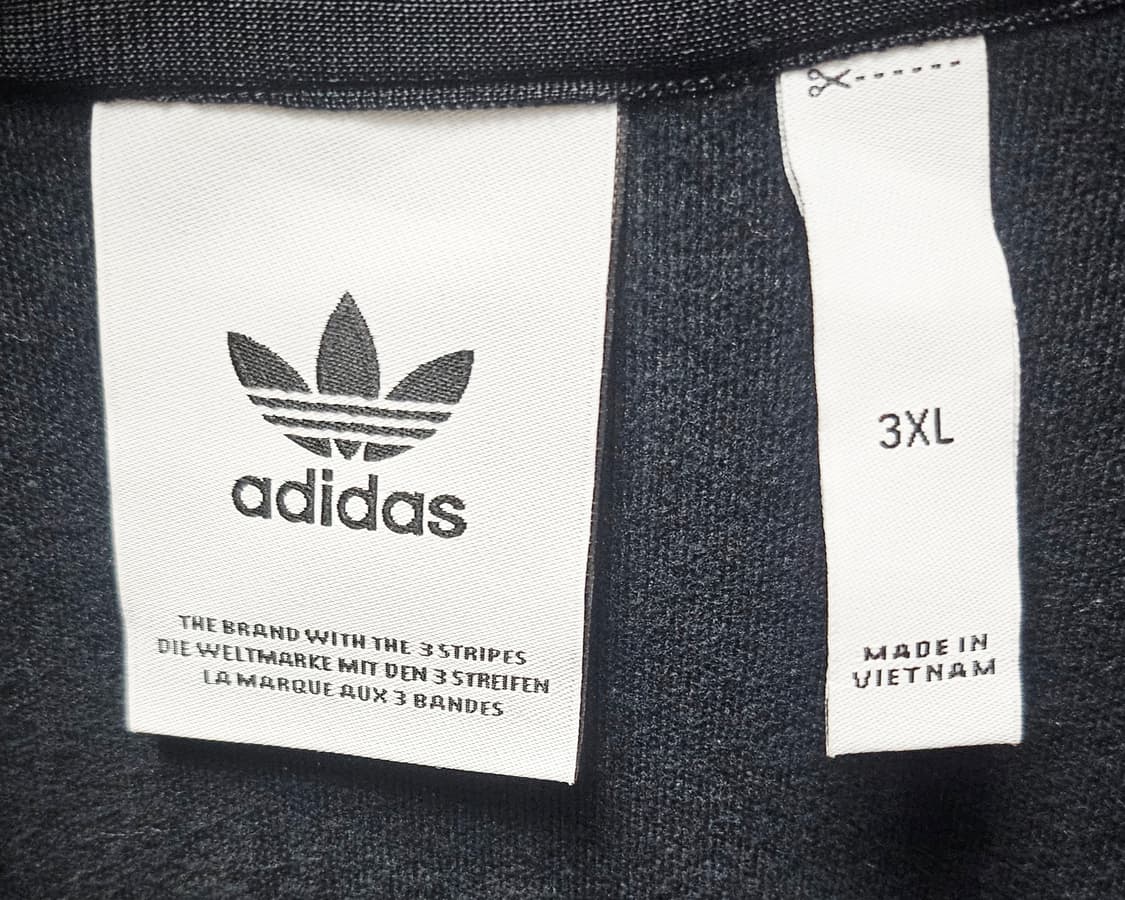 adidas
THE BRAND WITH THE 3 STRIPES
DIE WELTMARKE MIT DEN 3 STREIFEN
LA MARQUE AUX 3 BANDES
3XL
MADE IN
VIETNAM